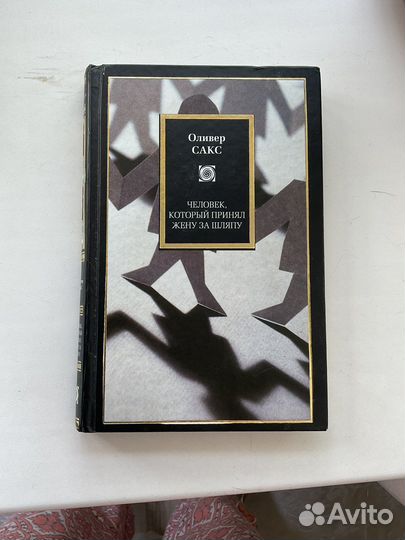 Оливер
САКС
ЧЕЛОВЕК,
КОТОРЫЙ ПРИНЯЛ
ЖЕНУ ЗА ШЛЯПУ
Avito